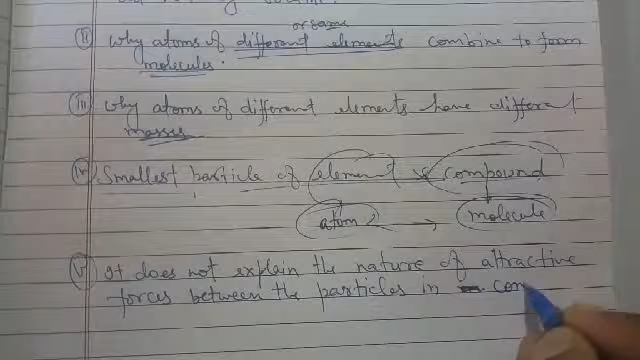 or same
(ii) Why atoms of different elements combine to form
molecules.
(iii) Why atoms of different elements have different
masses
(iv) Smallest particle of element & compound
atom → molecule
(v) It does not explain the nature of attractive
forces between the particles in con